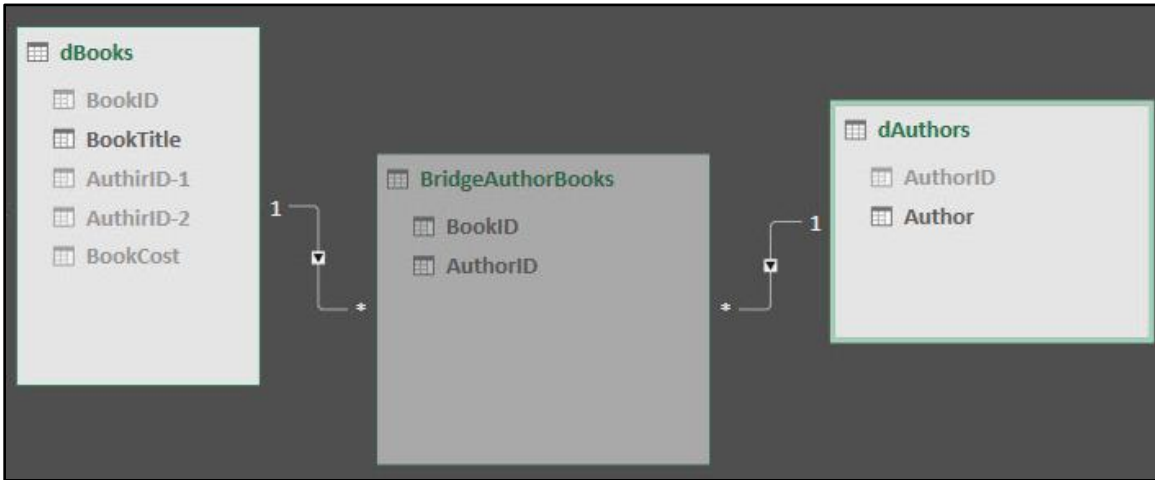 dBooks
BookID
BookTitle
AuthirID-1
AuthirID-2
BookCost
1
*
BridgeAuthorBooks
BookID
AuthorID
*
1
dAuthors
AuthorID
Author